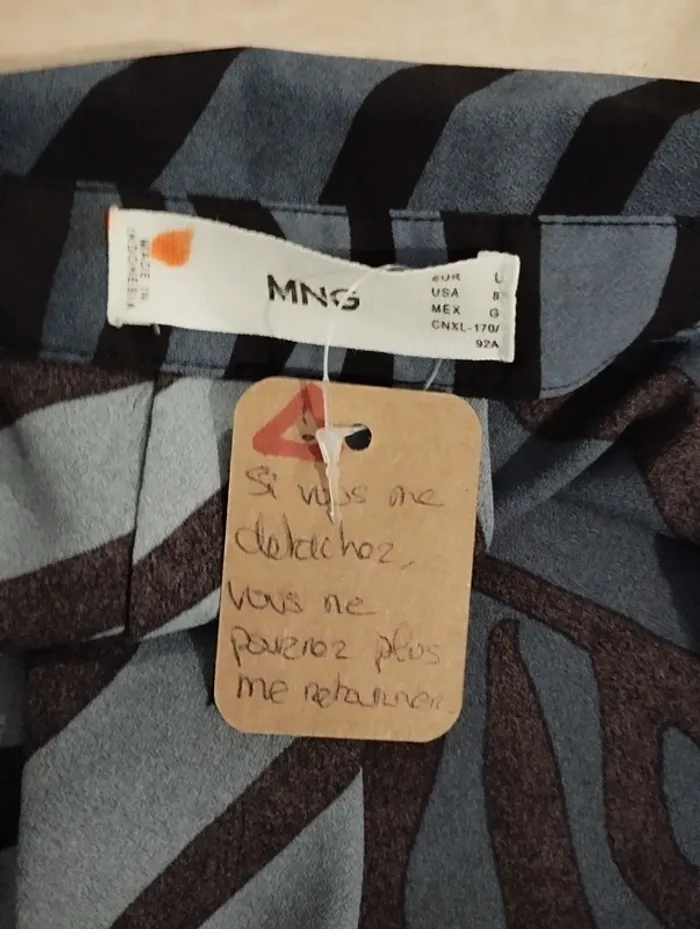 MADE IN
INDONESIA
MNG
EUR L
USA 8
MEX G
CNXL-170/
92A
Si vous me
detachez,
vous ne
pourrez plus
me retourner.